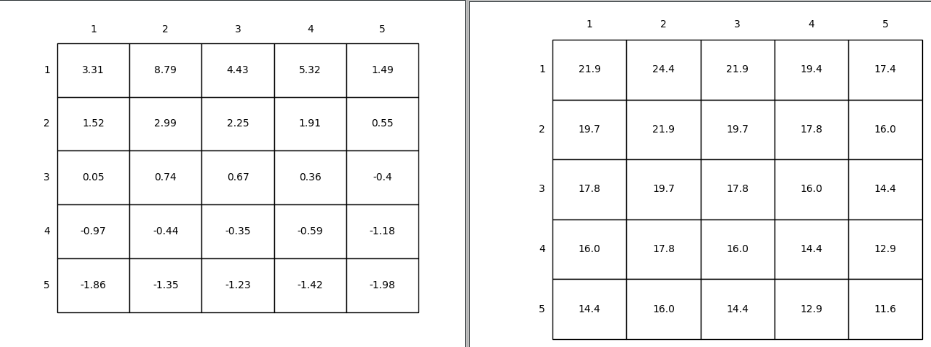 1 2 3 4 5
1 3.31 8.79 4.43 5.32 1.49
2 1.52 2.99 2.25 1.91 0.55
3 0.05 0.74 0.67 0.36 -0.4
4 -0.97 -0.44 -0.35 -0.59 -1.18
5 -1.86 -1.35 -1.23 -1.42 -1.98
1 2 3 4 5
1 21.9 24.4 21.9 19.4 17.4
2 19.7 21.9 19.7 17.8 16.0
3 17.8 19.7 17.8 16.0 14.4
4 16.0 17.8 16.0 14.4 12.9
5 14.4 16.0 14.4 12.9 11.6